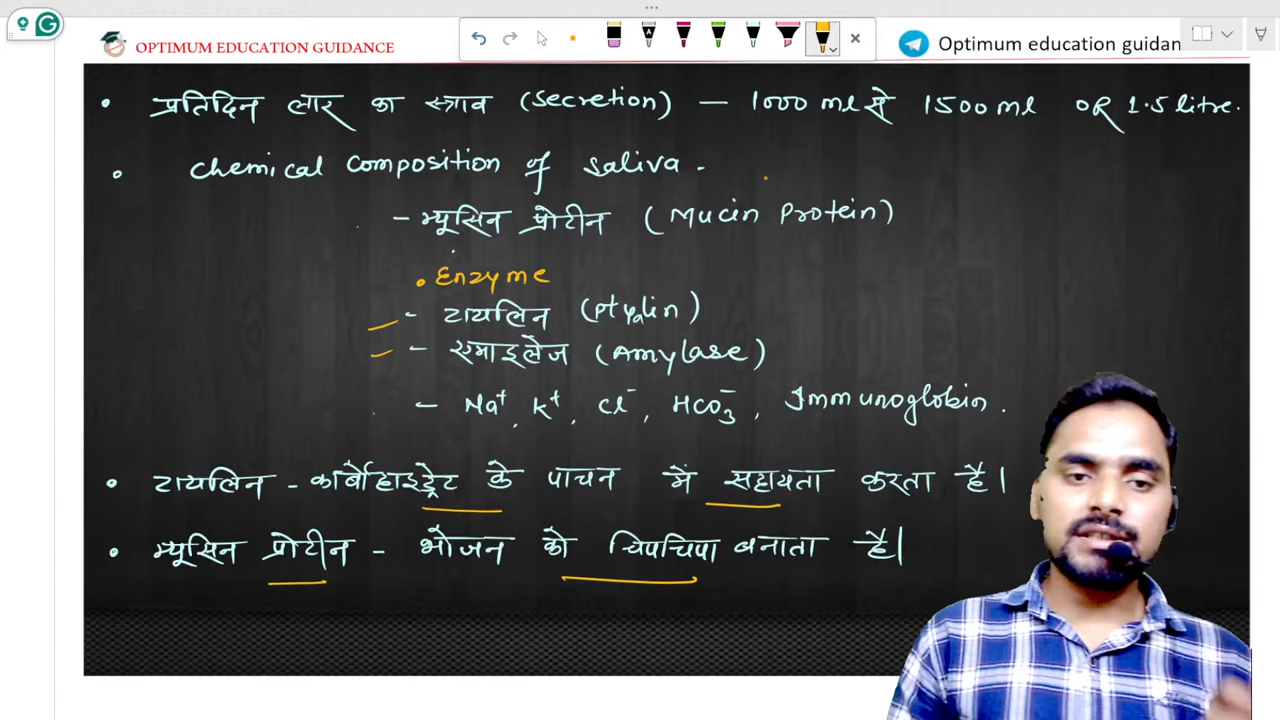 OPTIMUM EDUCATION GUIDANCE
Optimum education guidan
• प्रतिदिन लार का स्त्राव (secretion) — 1000 ml से 1500 ml OR 1.5 litre.
• Chemical composition of saliva -
- म्यूसिन प्रोटीन (Mucin Protein)
• Enzyme
- टायलिन (Ptyalin)
- एमाइलेज (Amylase)
- Na⁺, K⁺, Cl⁻, HCO₃⁻, Immunoglobin.
• टायलिन - कार्बोहाइड्रेट के पाचन में सहायता करता है।
• म्यूसिन प्रोटीन - भोजन को चिपचिपा बनाता है।